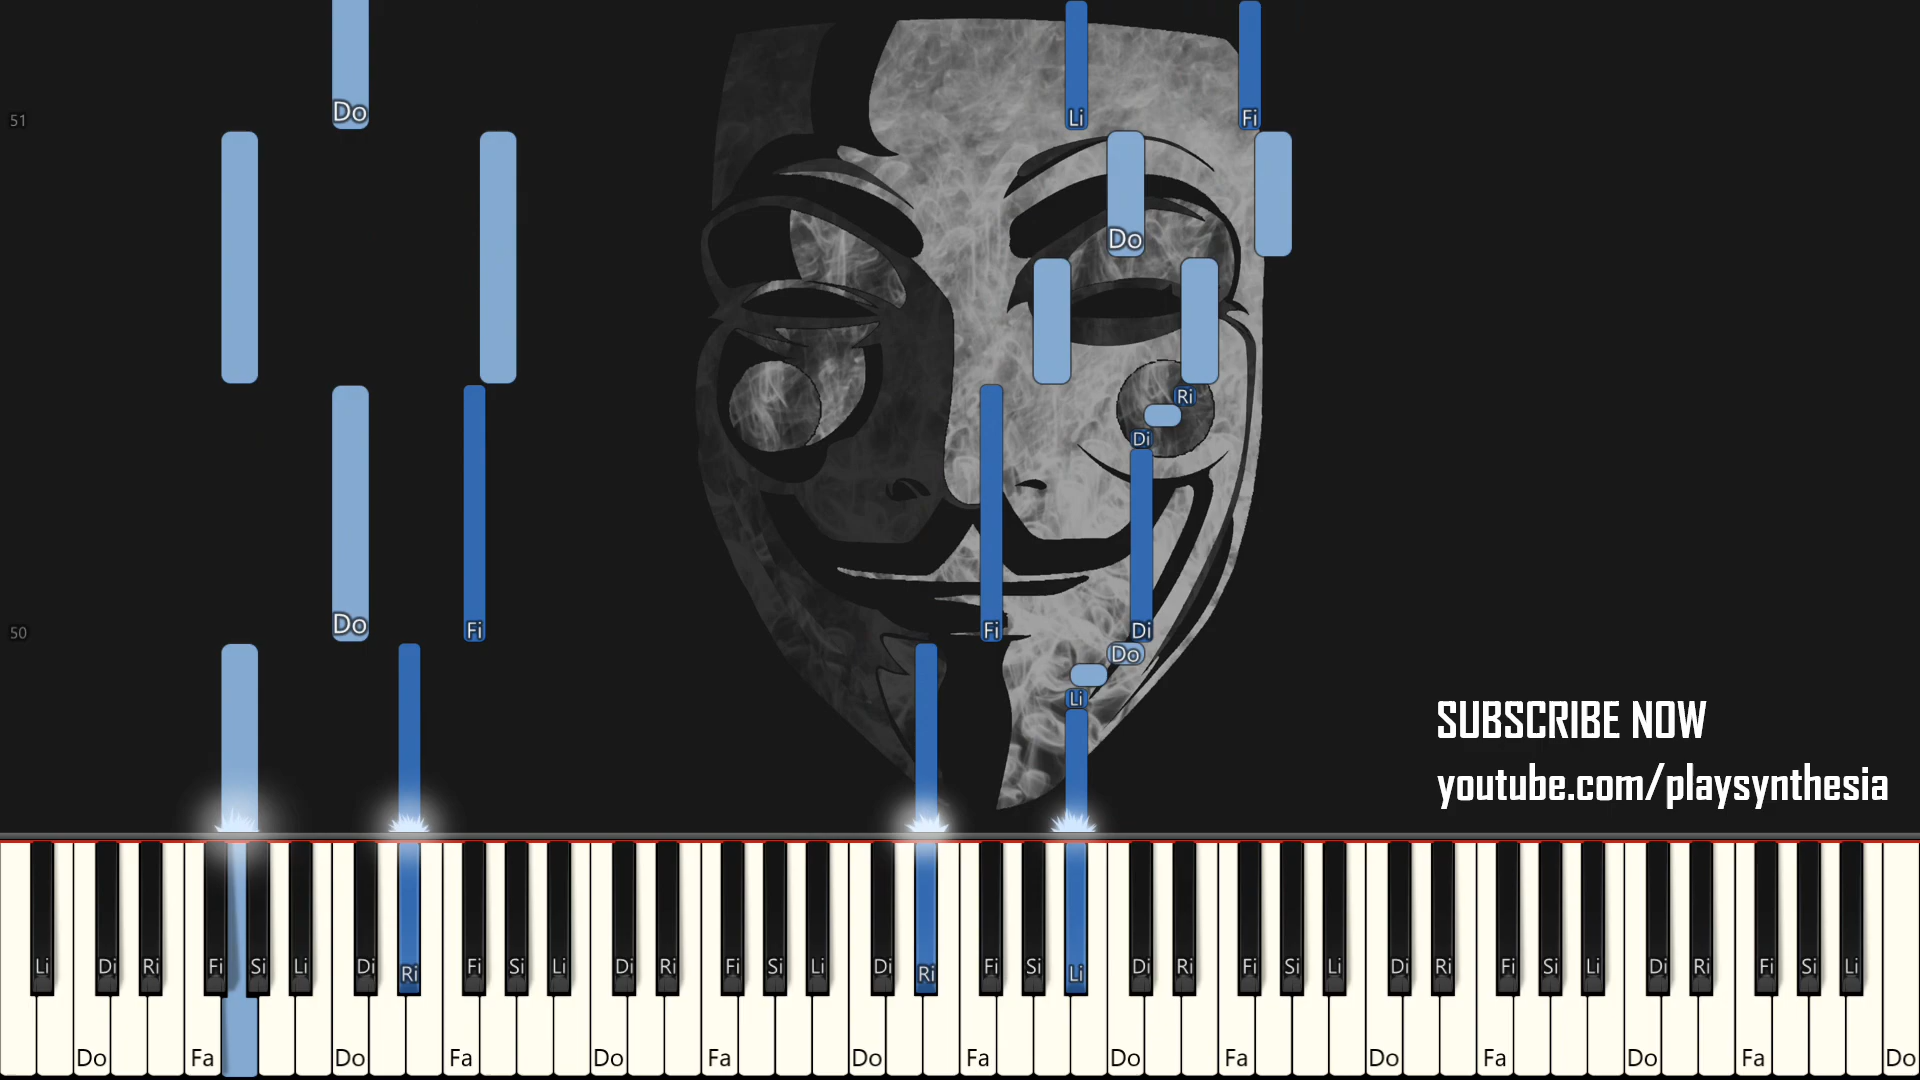 Do Li Fi
51
Do
Ri
Di
Do Fi Fi Di
50
Do
Li
SUBSCRIBE NOW
youtube.com/playsynthesia
Li Di Ri Fi Si Li Di Ri Fi Si Li Di Ri Fi Si Li Di Ri Fi Si Li Di Ri Fi Si Li Di Ri Fi Si Li Di Ri Fi Si Li
Do Fa Do Fa Do Fa Do Fa Do Fa Do Fa Do Fa Do